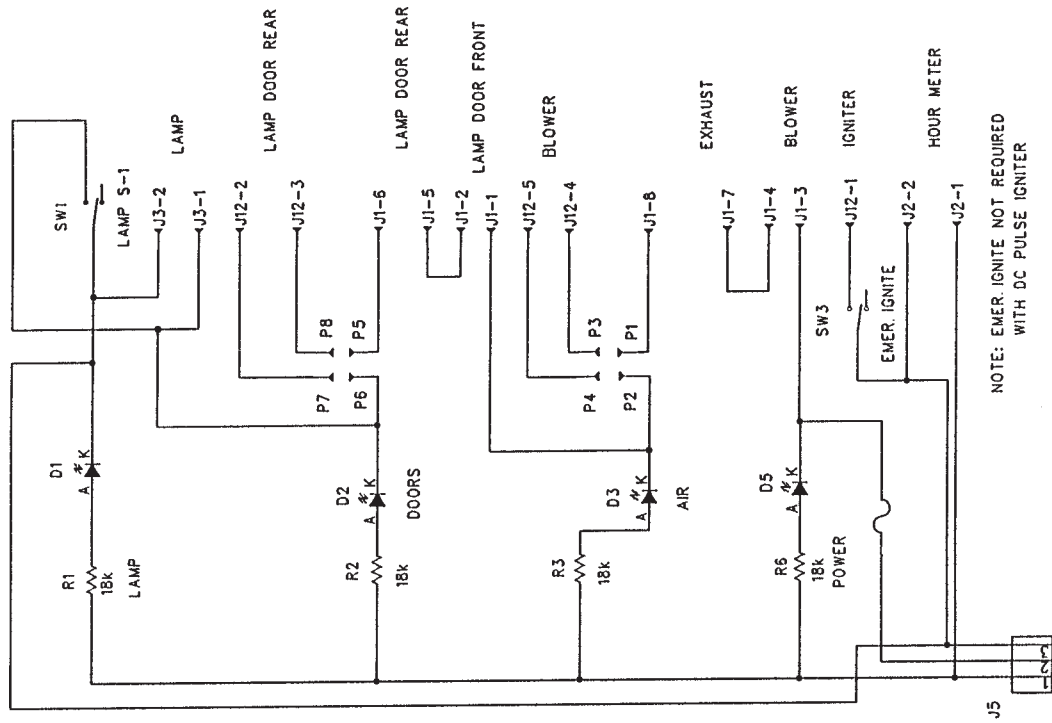 SW1
LAMP S-1
LAMP
J3-2
J3-1
J12-2
LAMP DOOR REAR
J12-3
J1-6
LAMP DOOR REAR
J1-5
J1-2
LAMP DOOR FRONT
J1-1
J12-5
BLOWER
J12-4
J1-8
J1-7
EXHAUST
J1-4
J1-3
BLOWER
J12-1
IGNITER
J2-2
HOUR METER
J2-1
SW3
EMER. IGNITE
P8
P5
P7
P6
P3
P1
P4
P2
D1
A
K
R1
18k
LAMP
D2
A
K
DOORS
R2
18k
D3
A
K
AIR
R3
18k
D5
A
K
R6
18k
POWER
J5
1
2
3
NOTE: EMER. IGNITE NOT REQUIRED
WITH DC PULSE IGNITER